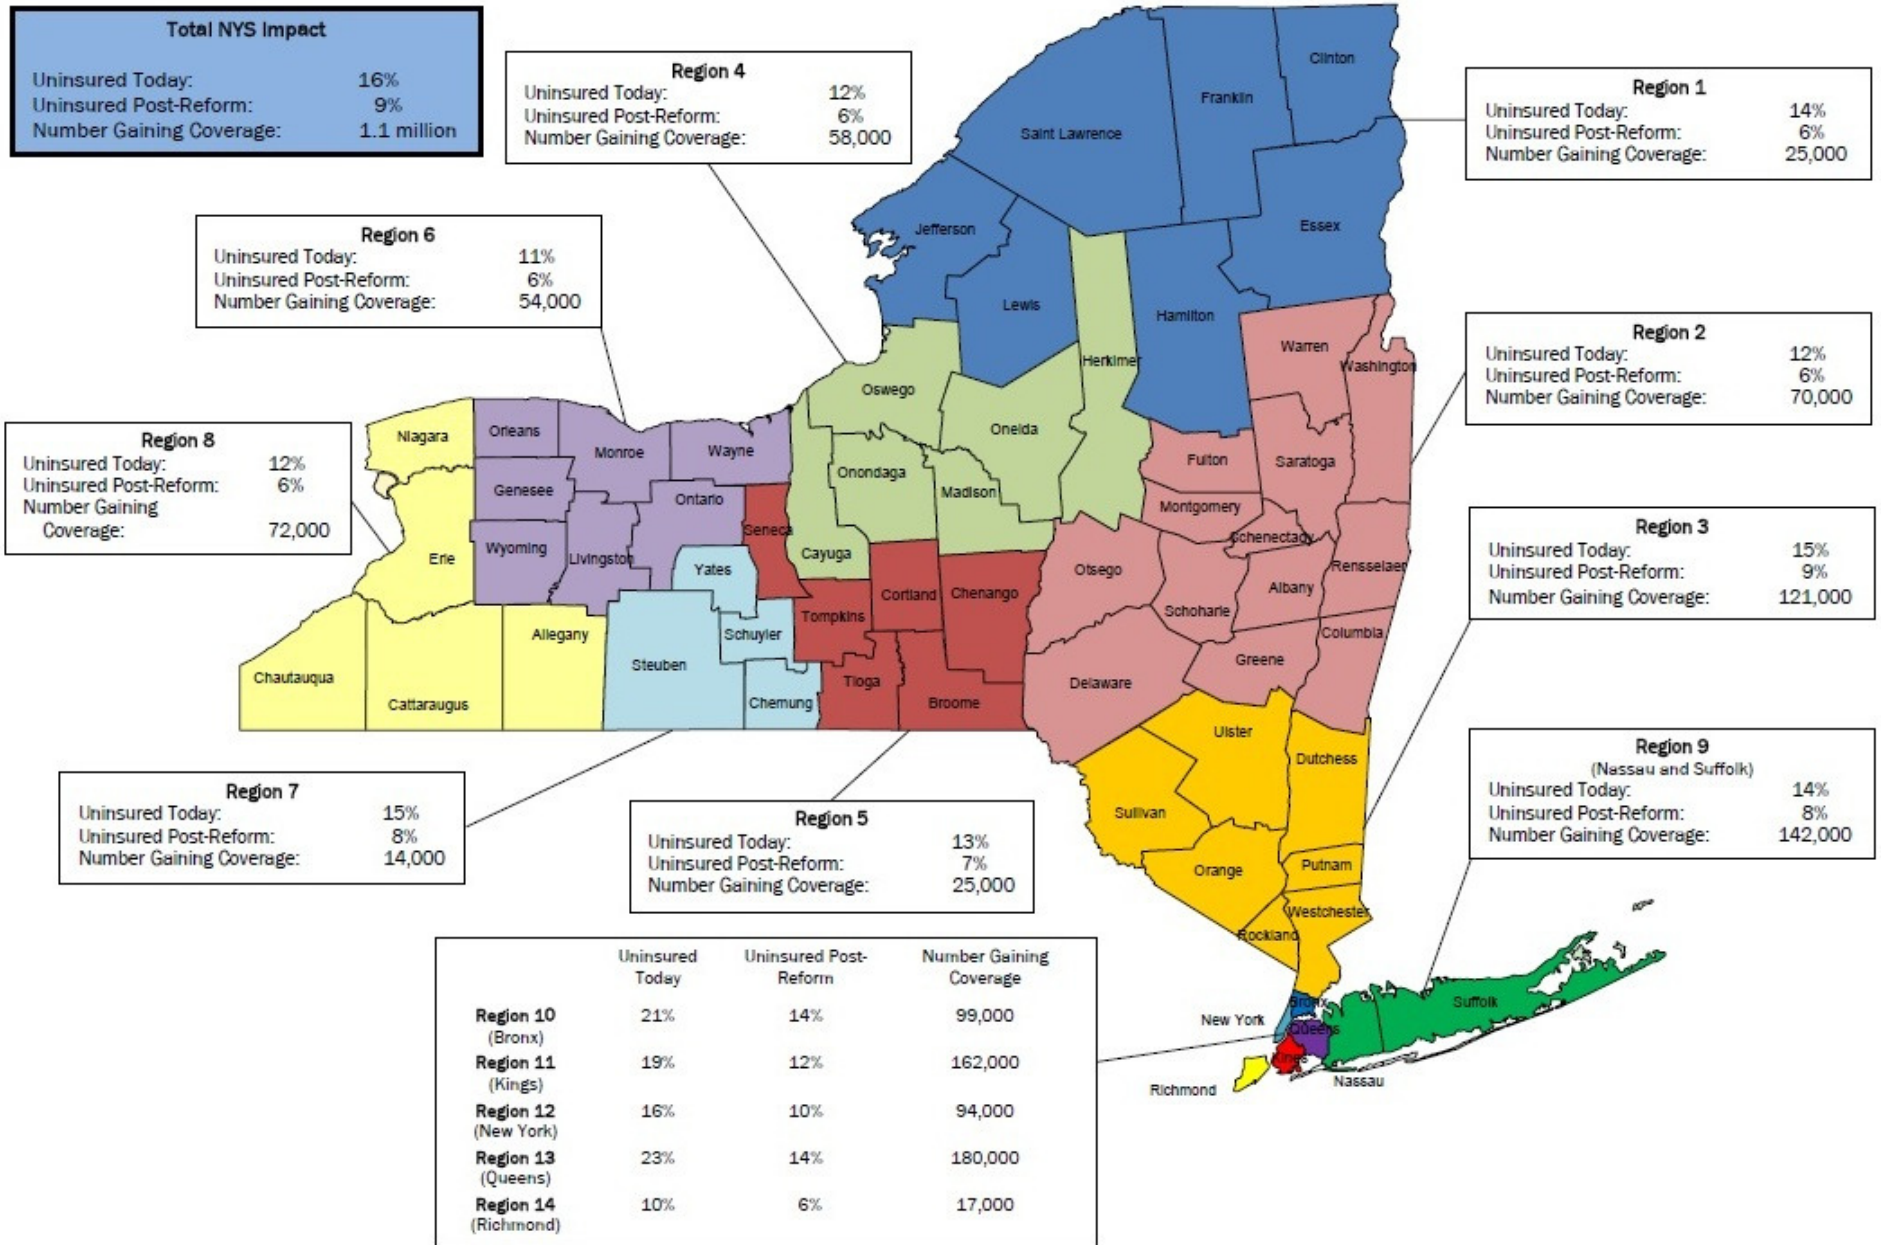 Total NYS Impact
Uninsured Today: 16%
Uninsured Post-Reform: 9%
Number Gaining Coverage: 1.1 million
Region 4
Uninsured Today: 12%
Uninsured Post-Reform: 6%
Number Gaining Coverage: 58,000
Region 1
Uninsured Today: 14%
Uninsured Post-Reform: 6%
Number Gaining Coverage: 25,000
Region 6
Uninsured Today: 11%
Uninsured Post-Reform: 6%
Number Gaining Coverage: 54,000
Region 2
Uninsured Today: 12%
Uninsured Post-Reform: 6%
Number Gaining Coverage: 70,000
Region 8
Uninsured Today: 12%
Uninsured Post-Reform: 6%
Number Gaining
Coverage: 72,000
Region 3
Uninsured Today: 15%
Uninsured Post-Reform: 9%
Number Gaining Coverage: 121,000
Region 7
Uninsured Today: 15%
Uninsured Post-Reform: 8%
Number Gaining Coverage: 14,000
Region 5
Uninsured Today: 13%
Uninsured Post-Reform: 7%
Number Gaining Coverage: 25,000
Region 9
(Nassau and Suffolk)
Uninsured Today: 14%
Uninsured Post-Reform: 8%
Number Gaining Coverage: 142,000
Clinton
Franklin
Saint Lawrence
Jefferson
Essex
Lewis
Hamilton
Herkimer
Warren
Washington
Oswego
Oneida
Niagara
Orleans
Monroe
Wayne
Fulton
Saratoga
Onondaga
Madison
Genesee
Ontario
Montgomery
Seneca
Schenectady
Erie
Wyoming
Livingston
Yates
Cayuga
Otsego
Rensselaer
Albany
Cortland
Chenango
Schoharie
Tompkins
Allegany
Schuyler
Columbia
Steuben
Greene
Chautauqua
Cattaraugus
Chemung
Tioga
Broome
Delaware
Ulster
Dutchess
Sullivan
Orange
Putnam
Westchester
Rockland
Bronx
Suffolk
New York
Queens
Kings
Nassau
Richmond
Uninsured Today Uninsured Post-Reform Number Gaining Coverage
Region 10 21% 14% 99,000
(Bronx)
Region 11 19% 12% 162,000
(Kings)
Region 12 16% 10% 94,000
(New York)
Region 13 23% 14% 180,000
(Queens)
Region 14 10% 6% 17,000
(Richmond)